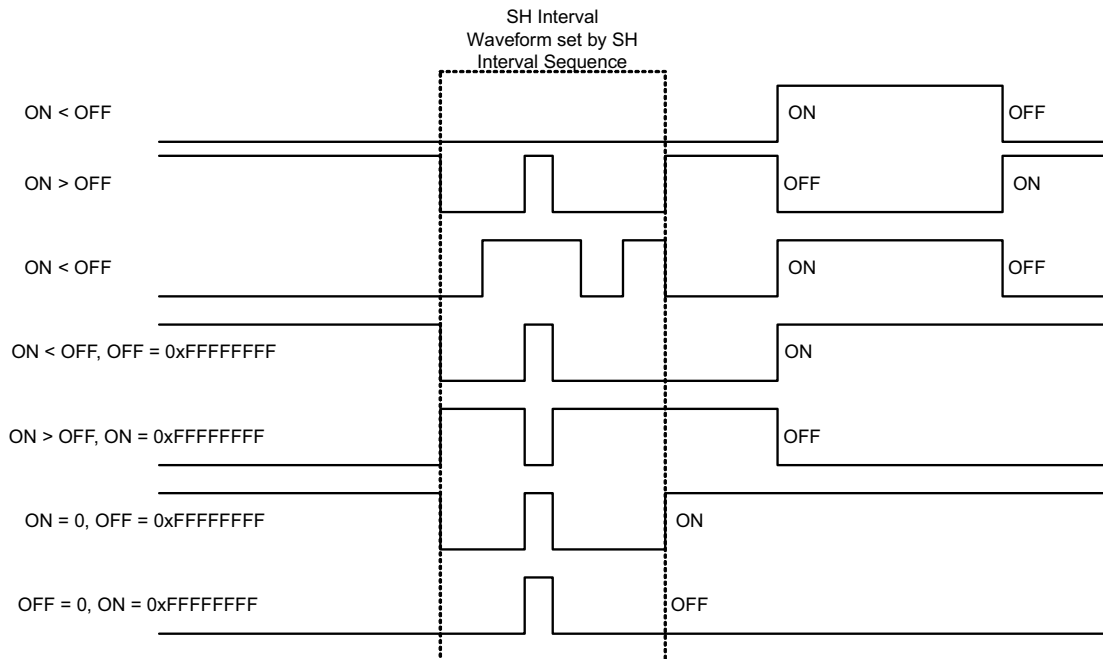 SH Interval
Waveform set by SH
Interval Sequence
ON < OFF
ON
OFF
ON > OFF
OFF
ON
ON < OFF
ON
OFF
ON < OFF, OFF = 0xFFFFFFFF
ON
ON > OFF, ON = 0xFFFFFFFF
OFF
ON = 0, OFF = 0xFFFFFFFF
ON
OFF = 0, ON = 0xFFFFFFFF
OFF